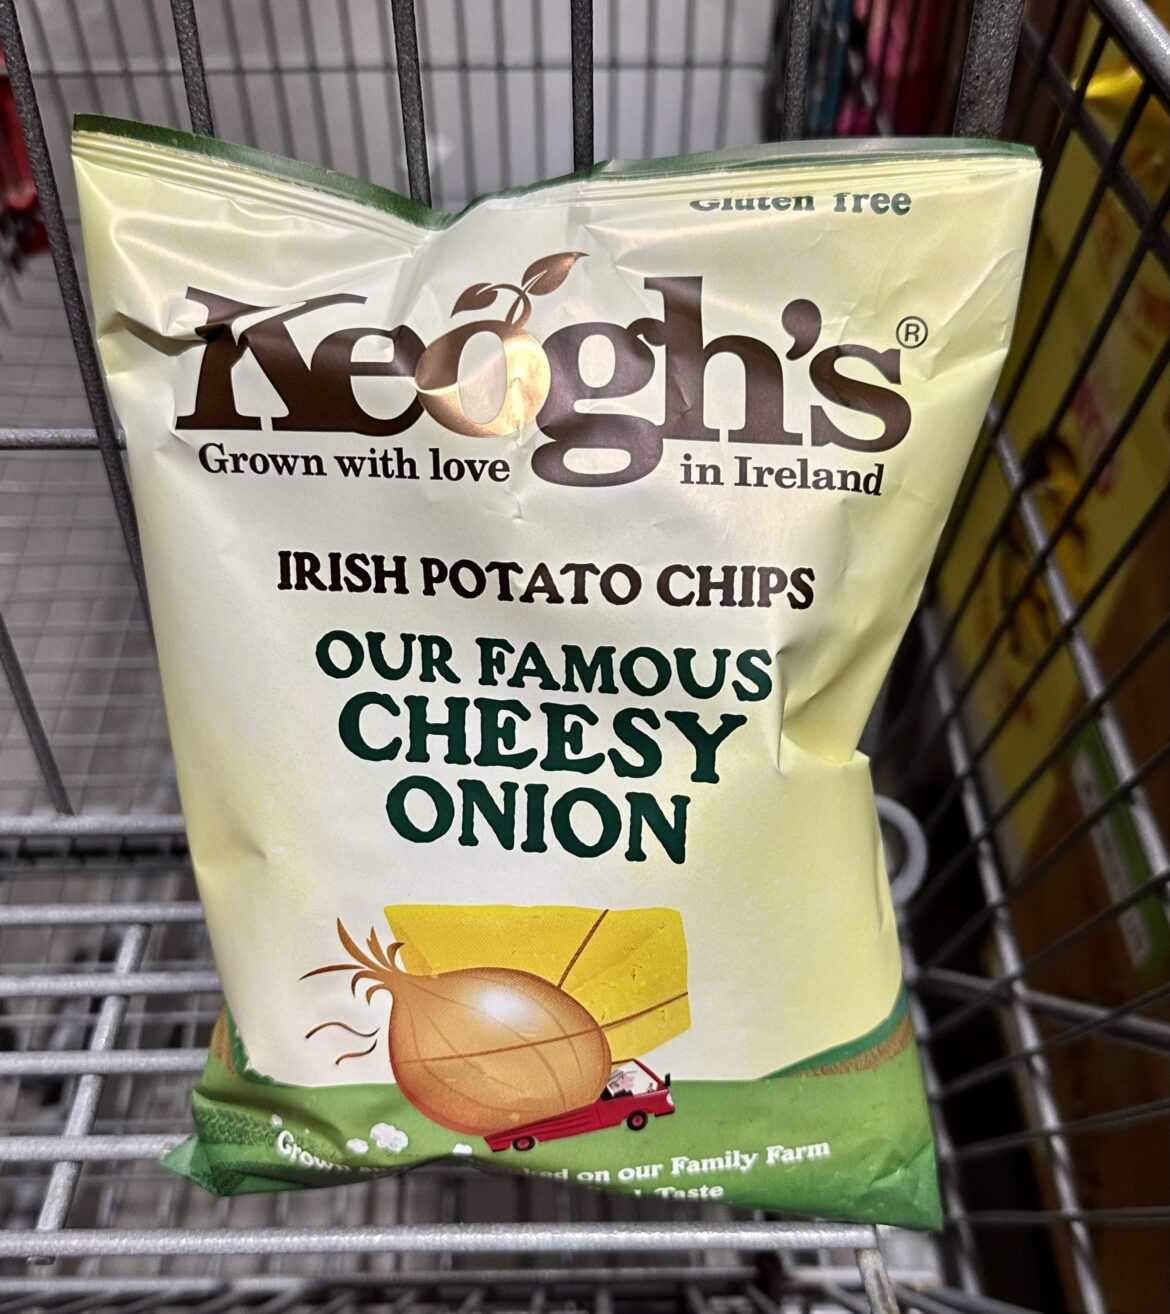 Gluten free
Keogh's®
Grown with love in Ireland
IRISH POTATO CHIPS
OUR FAMOUS
CHEESY
ONION
Grown on our Family Farm
Taste